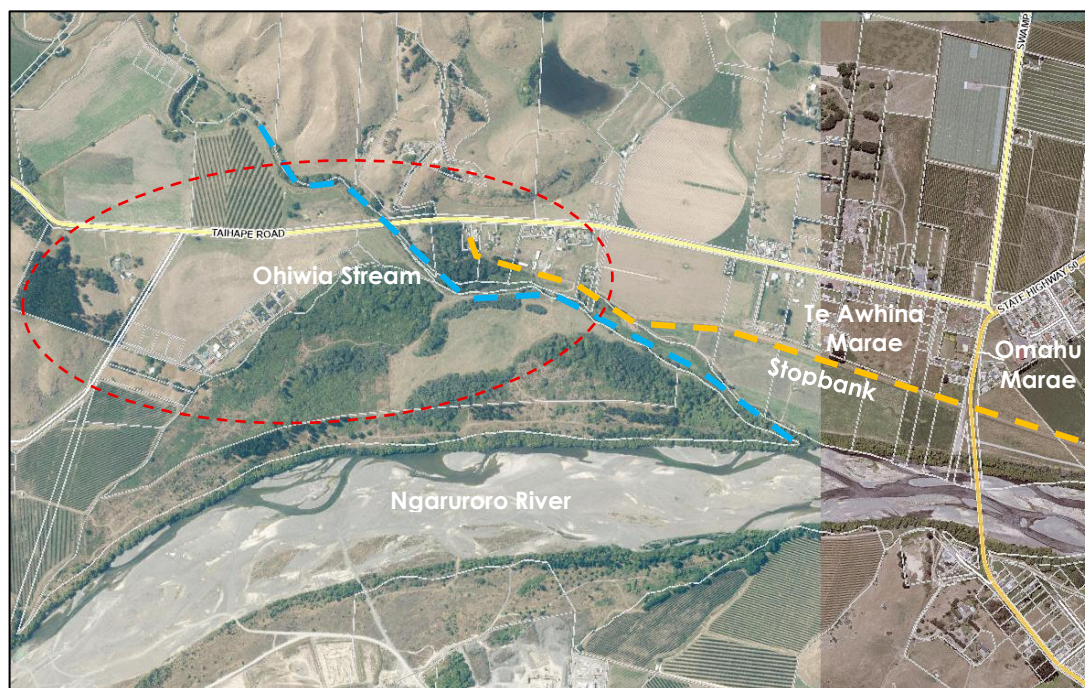 SWAMP
TAIHAPE ROAD
Ohiwia Stream
STATE HIGHWAY 50
Te Awhina
Marae
Omahu
Marae
Stopbank
Ngaruroro River